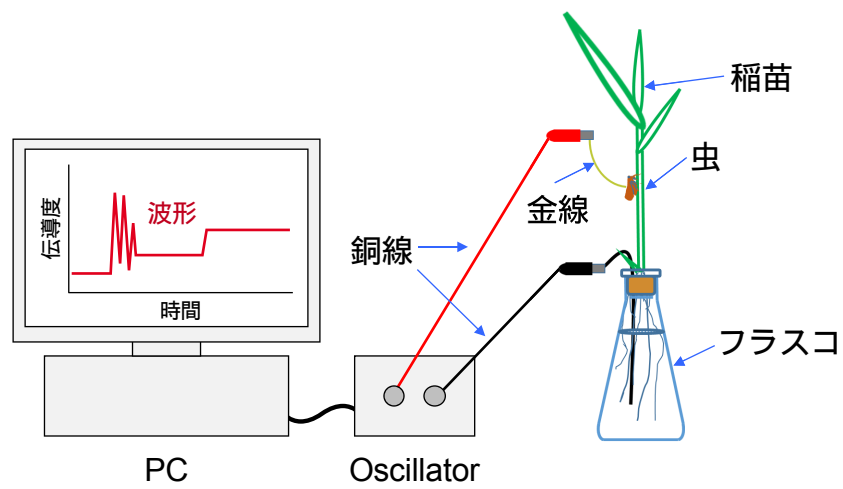 稲苗
虫
金線
銅線
伝導度
波形
時間
フラスコ
PC
Oscillator